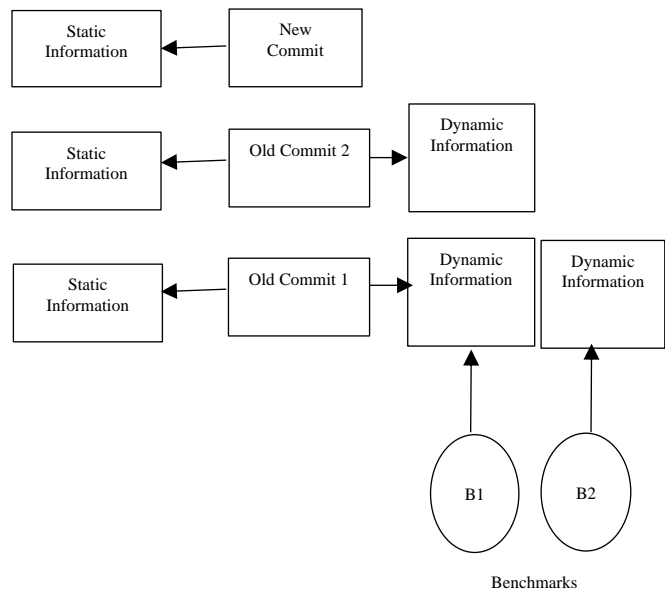 Static
Information
New
Commit
Static
Information
Old Commit 2
Dynamic
Information
Static
Information
Old Commit 1
Dynamic
Information
Dynamic
Information
B1
B2
Benchmarks